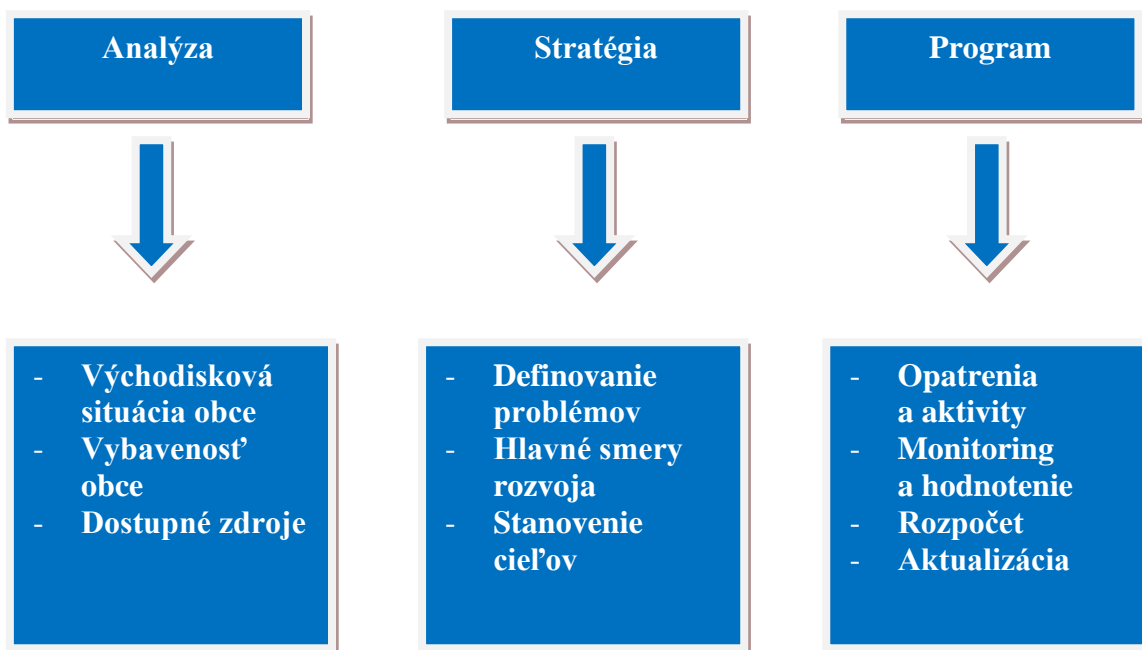 Analýza
Stratégia
Program
- Východisková
situácia obce
- Vybavenosť
obce
- Dostupné zdroje
- Definovanie
problémov
- Hlavné smery
rozvoja
- Stanovenie
cieľov
- Opatrenia
a aktivity
- Monitoring
a hodnotenie
- Rozpočet
- Aktualizácia